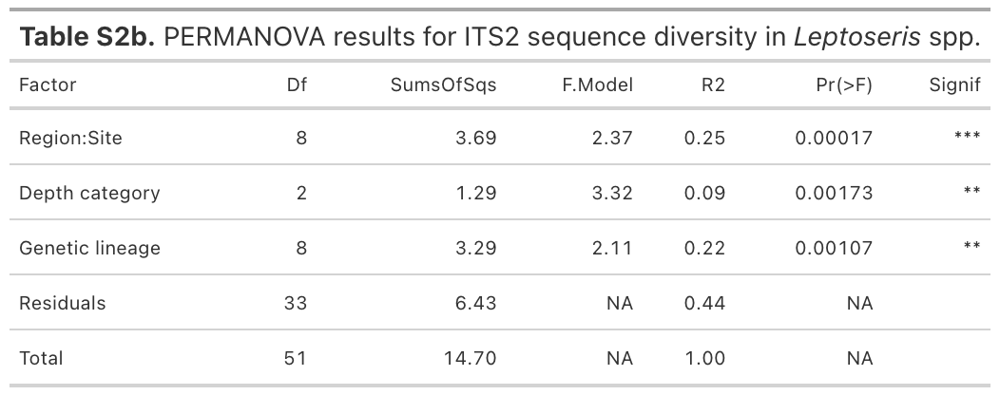 Table S2b. PERMANOVA results for ITS2 sequence diversity in Leptoseris spp.
Factor Df SumsOfSqs F.Model R2 Pr(>F) Signif
Region:Site 8 3.69 2.37 0.25 0.00017 ***
Depth category 2 1.29 3.32 0.09 0.00173 **
Genetic lineage 8 3.29 2.11 0.22 0.00107 **
Residuals 33 6.43 NA 0.44 NA
Total 51 14.70 NA 1.00 NA